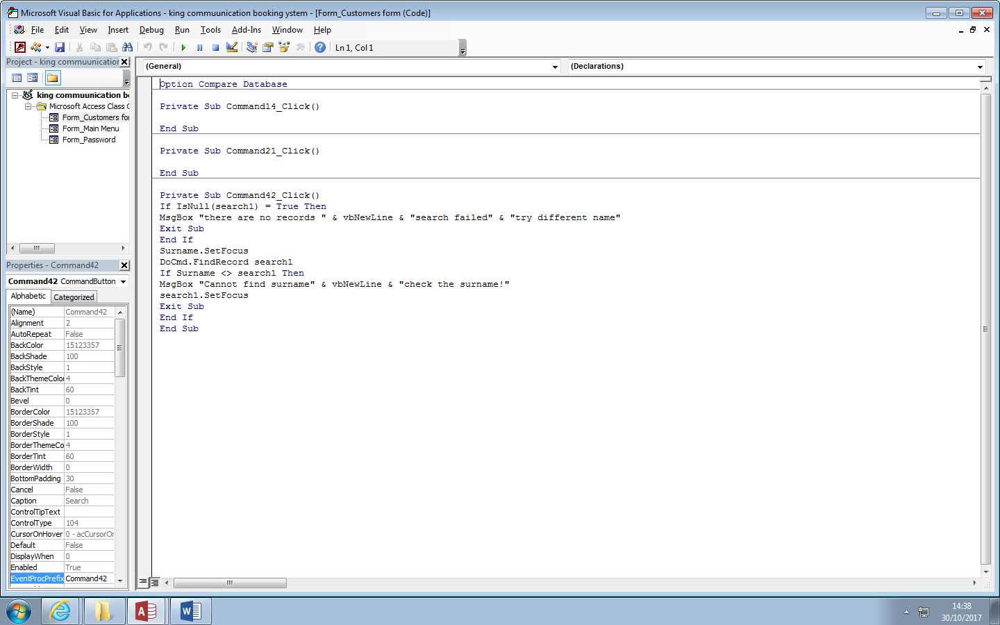 Microsoft Visual Basic for Applications - king commuunication booking ystem - [Form_Customers form (Code)]
File Edit View Insert Debug Run Tools Add-Ins Window Help
Ln 1, Col 1
Project - king commuunication
king commuunication b
Microsoft Access Class
Form_Customers for
Form_Main Menu
Form_Password
(General)
(Declarations)
Option Compare Database
Private Sub Command14_Click()
End Sub
Private Sub Command21_Click()
End Sub
Private Sub Command42_Click()
If IsNull(search1) = True Then
MsgBox "there are no records " & vbNewLine & "search failed" & "try different name"
Exit Sub
End If
Surname.SetFocus
DoCmd.FindRecord search1
If Surname <> search1 Then
MsgBox "Cannot find surname" & vbNewLine & "check the surname!"
search1.SetFocus
Exit Sub
End If
End Sub
Properties - Command42
Command42 CommandButton
Alphabetic Categorized
(Name) Command42
Alignment 2
AutoRepeat False
BackColor 15123357
BackShade 100
BackStyle 1
BackThemeColo 4
BackTint 60
Bevel 0
BorderColor 15123357
BorderShade 100
BorderStyle 1
BorderThemeCo 4
BorderTint 60
BorderWidth 0
BottomPadding 30
Cancel False
Caption Search
ControlTipText
ControlType 104
CursorOnHover 0 - acCursorO
Default False
DisplayWhen 0
Enabled True
EventProcPrefix Command42
14:38
30/10/2017